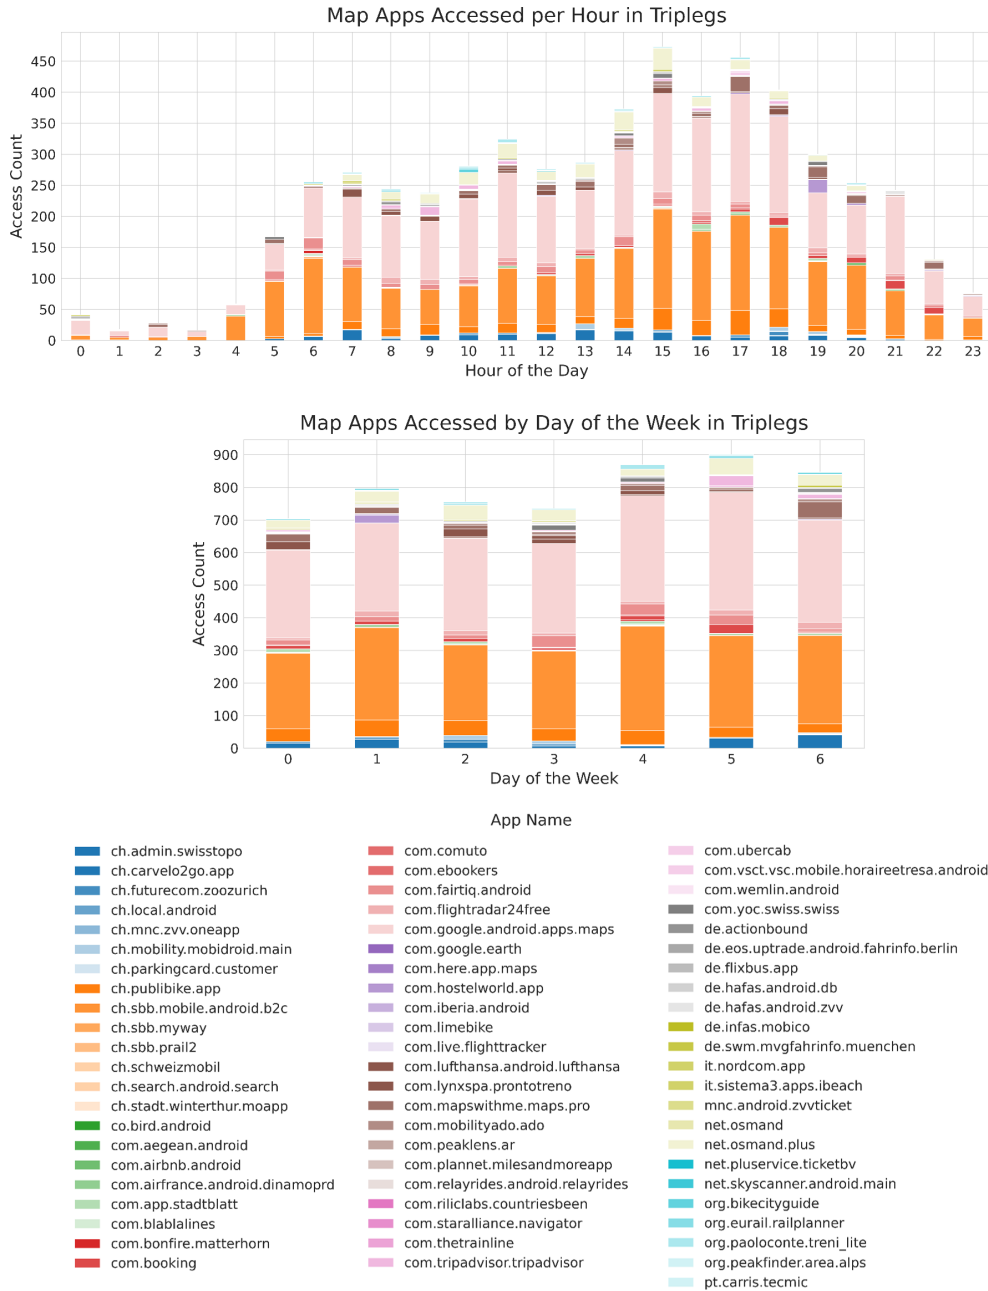 Map Apps Accessed per Hour in Triplegs
Access Count
450
400
350
300
250
200
150
100
50
0
0 1 2 3 4 5 6 7 8 9 10 11 12 13 14 15 16 17 18 19 20 21 22 23
Hour of the Day
Map Apps Accessed by Day of the Week in Triplegs
Access Count
900
800
700
600
500
400
300
200
100
0
0 1 2 3 4 5 6
Day of the Week
App Name
ch.admin.swisstopo
ch.carvelo2go.app
ch.futurecom.zoozurich
ch.local.android
ch.mnc.zvv.oneapp
ch.mobility.mobidroid.main
ch.parkingcard.customer
ch.publibike.app
ch.sbb.mobile.android.b2c
ch.sbb.myway
ch.sbb.prail2
ch.schweizmobil
ch.search.android.search
ch.stadt.winterthur.moapp
co.bird.android
com.aegean.android
com.airbnb.android
com.airfrance.android.dinamoprd
com.app.stadtblatt
com.blablalines
com.bonfire.matterhorn
com.booking
com.comuto
com.ebookers
com.fairtiq.android
com.flightradar24free
com.google.android.apps.maps
com.google.earth
com.here.app.maps
com.hostelworld.app
com.iberia.android
com.limebike
com.live.flighttracker
com.lufthansa.android.lufthansa
com.lynxspa.prontotreno
com.mapswithme.maps.pro
com.mobilityado.ado
com.peaklens.ar
com.plannet.milesandmoreapp
com.relayrides.android.relayrides
com.riliclabs.countriesbeen
com.staralliance.navigator
com.thetrainline
com.tripadvisor.tripadvisor
com.ubercab
com.vsct.vsc.mobile.horaireetresa.android
com.wemlin.android
com.yoc.swiss.swiss
de.actionbound
de.eos.uptrade.android.fahrinfo.berlin
de.flixbus.app
de.hafas.android.db
de.hafas.android.zvv
de.infas.mobico
de.swm.mvgfahrinfo.muenchen
it.nordcom.app
it.sistema3.apps.ibeach
mnc.android.zvvticket
net.osmand
net.osmand.plus
net.pluservice.ticketbv
net.skyscanner.android.main
org.bikecityguide
org.eurail.railplanner
org.paoloconte.treni_lite
org.peakfinder.area.alps
pt.carris.tecmic